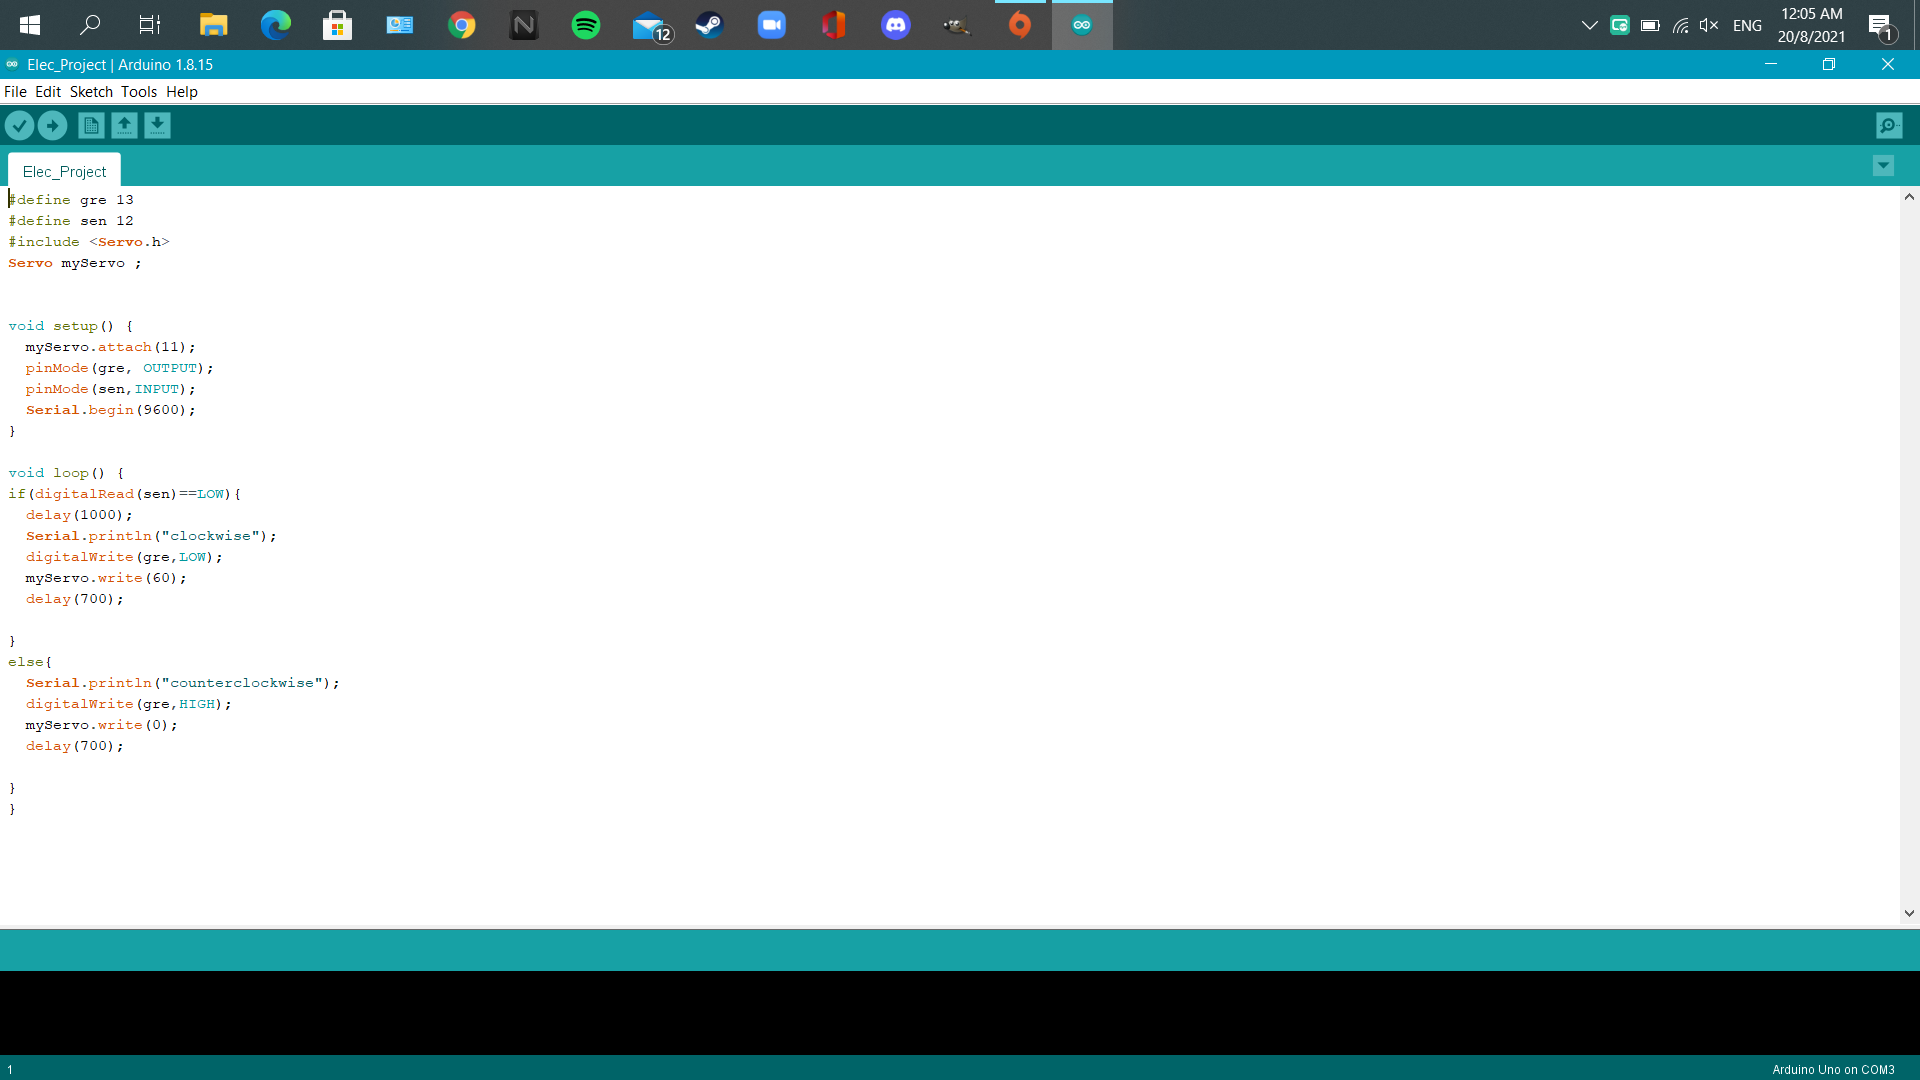 12
ENG
12:05 AM
20/8/2021
1
Elec_Project | Arduino 1.8.15
File Edit Sketch Tools Help
Elec_Project
#define gre 13
#define sen 12
#include <Servo.h>
Servo myServo ;
void setup() {
  myServo.attach(11);
  pinMode(gre, OUTPUT);
  pinMode(sen,INPUT);
  Serial.begin(9600);
}
void loop() {
if(digitalRead(sen)==LOW){
  delay(1000);
  Serial.println("clockwise");
  digitalWrite(gre,LOW);
  myServo.write(60);
  delay(700);
}
else{
  Serial.println("counterclockwise");
  digitalWrite(gre,HIGH);
  myServo.write(0);
  delay(700);
}
}
1
Arduino Uno on COM3